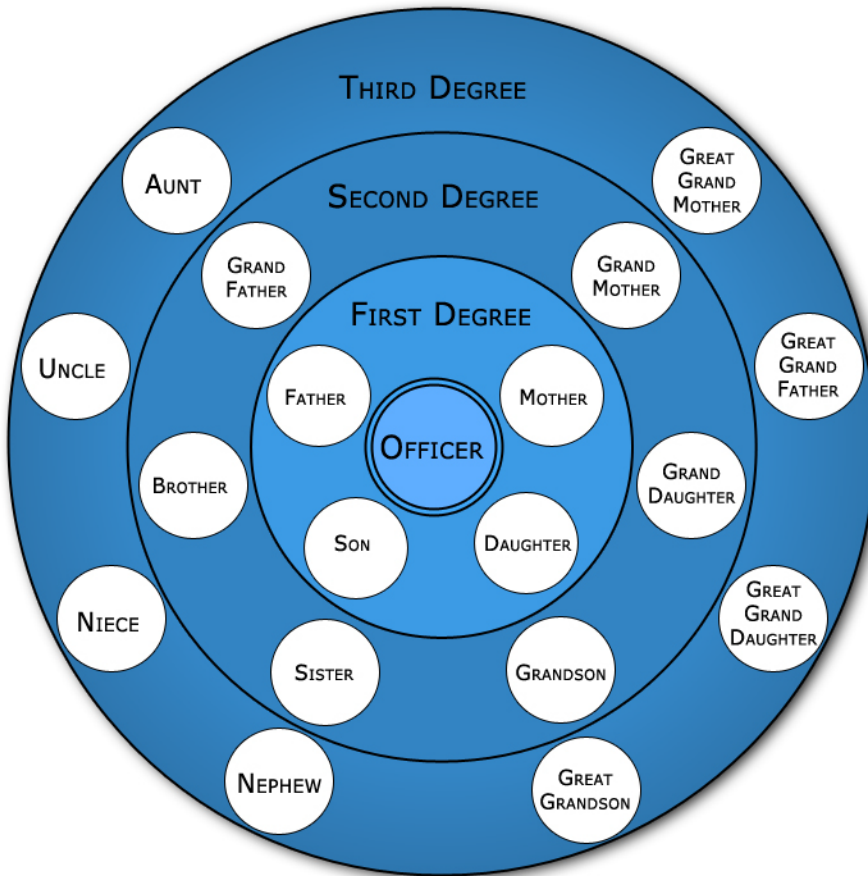 Third Degree
Aunt
Great
Grand
Mother
Second Degree
Grand
Father
Grand
Mother
First Degree
Uncle
Great
Grand
Father
Father
Mother
Officer
Brother
Grand
Daughter
Son
Daughter
Niece
Great
Grand
Daughter
Sister
Grandson
Nephew
Great
Grandson